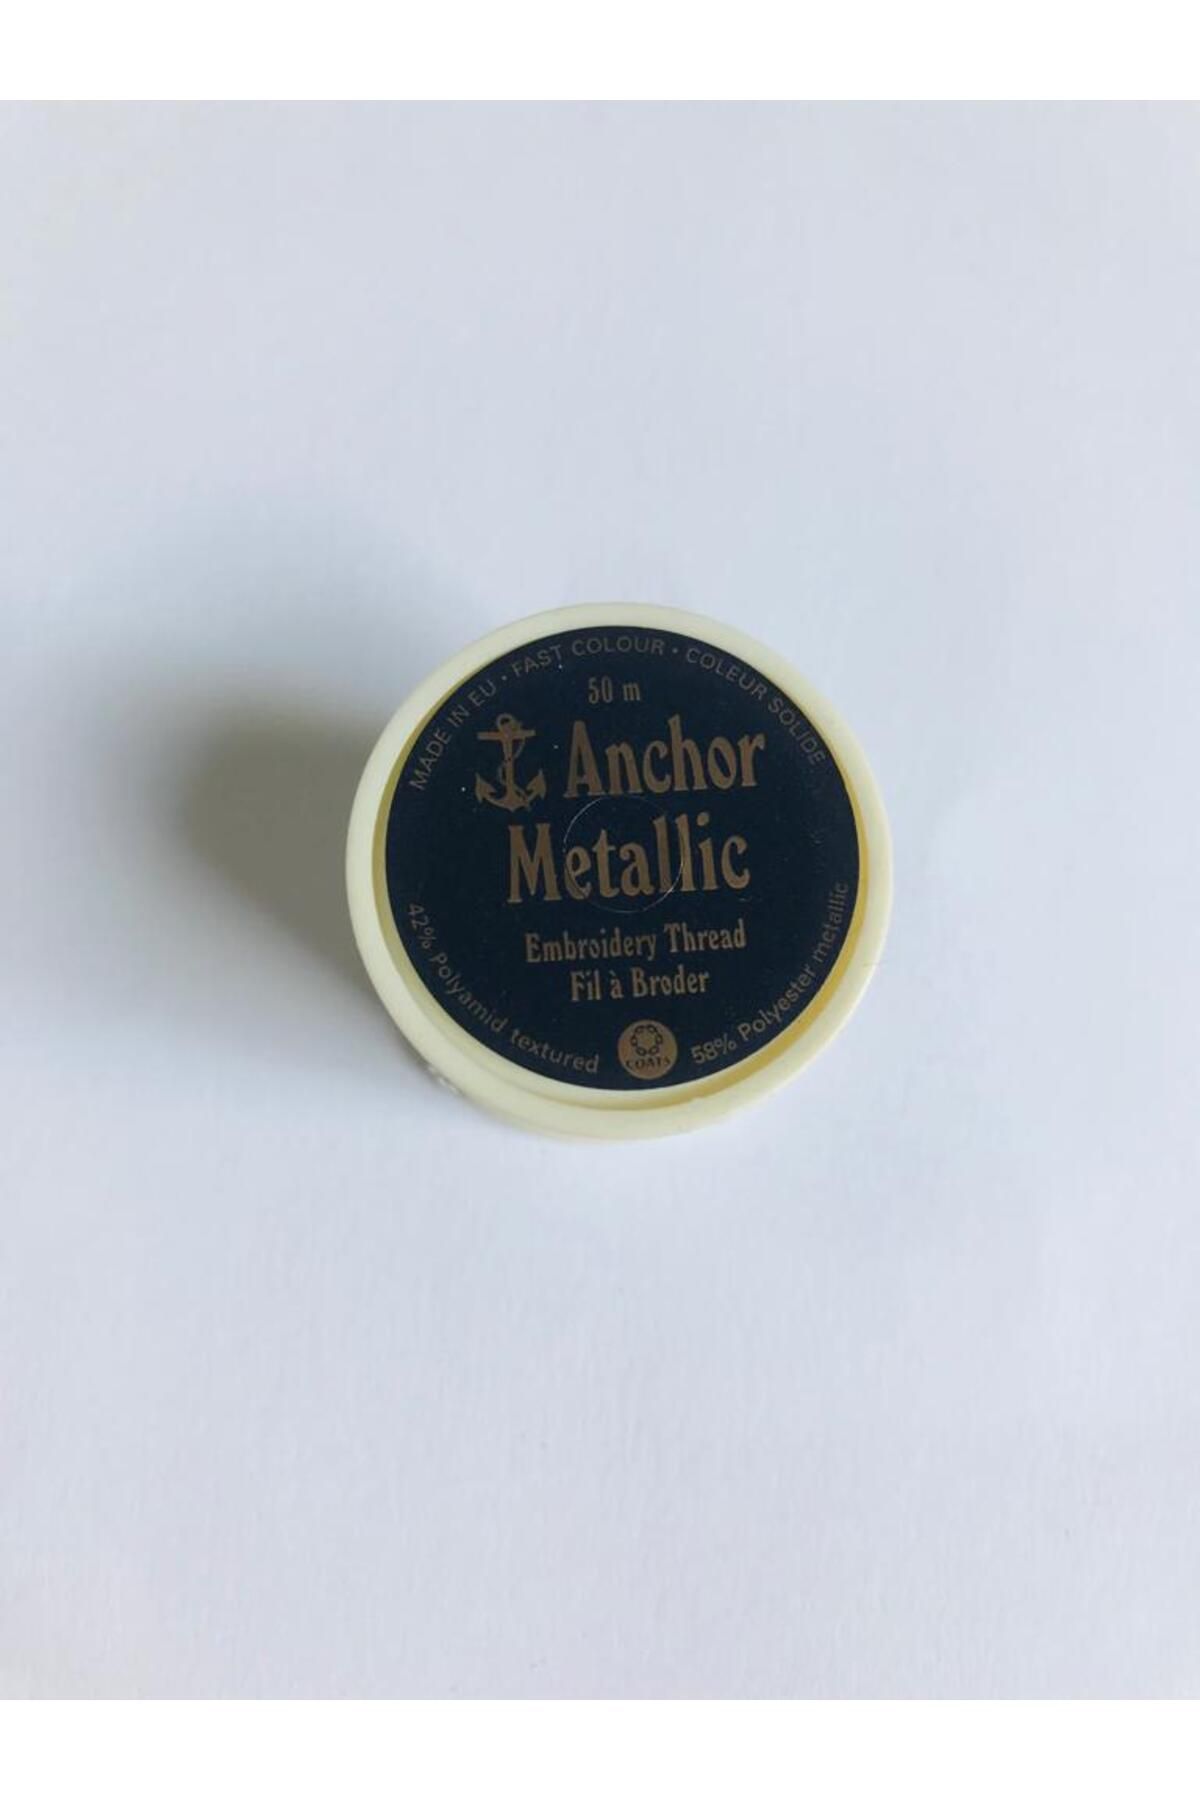 MADE IN EU • FAST COLOUR • COLEUR SOLIDE
50 m
Anchor
Metallic
Embroidery Thread
Fil à Broder
42% Polyamid textured
COATS
58% Polyester metallic